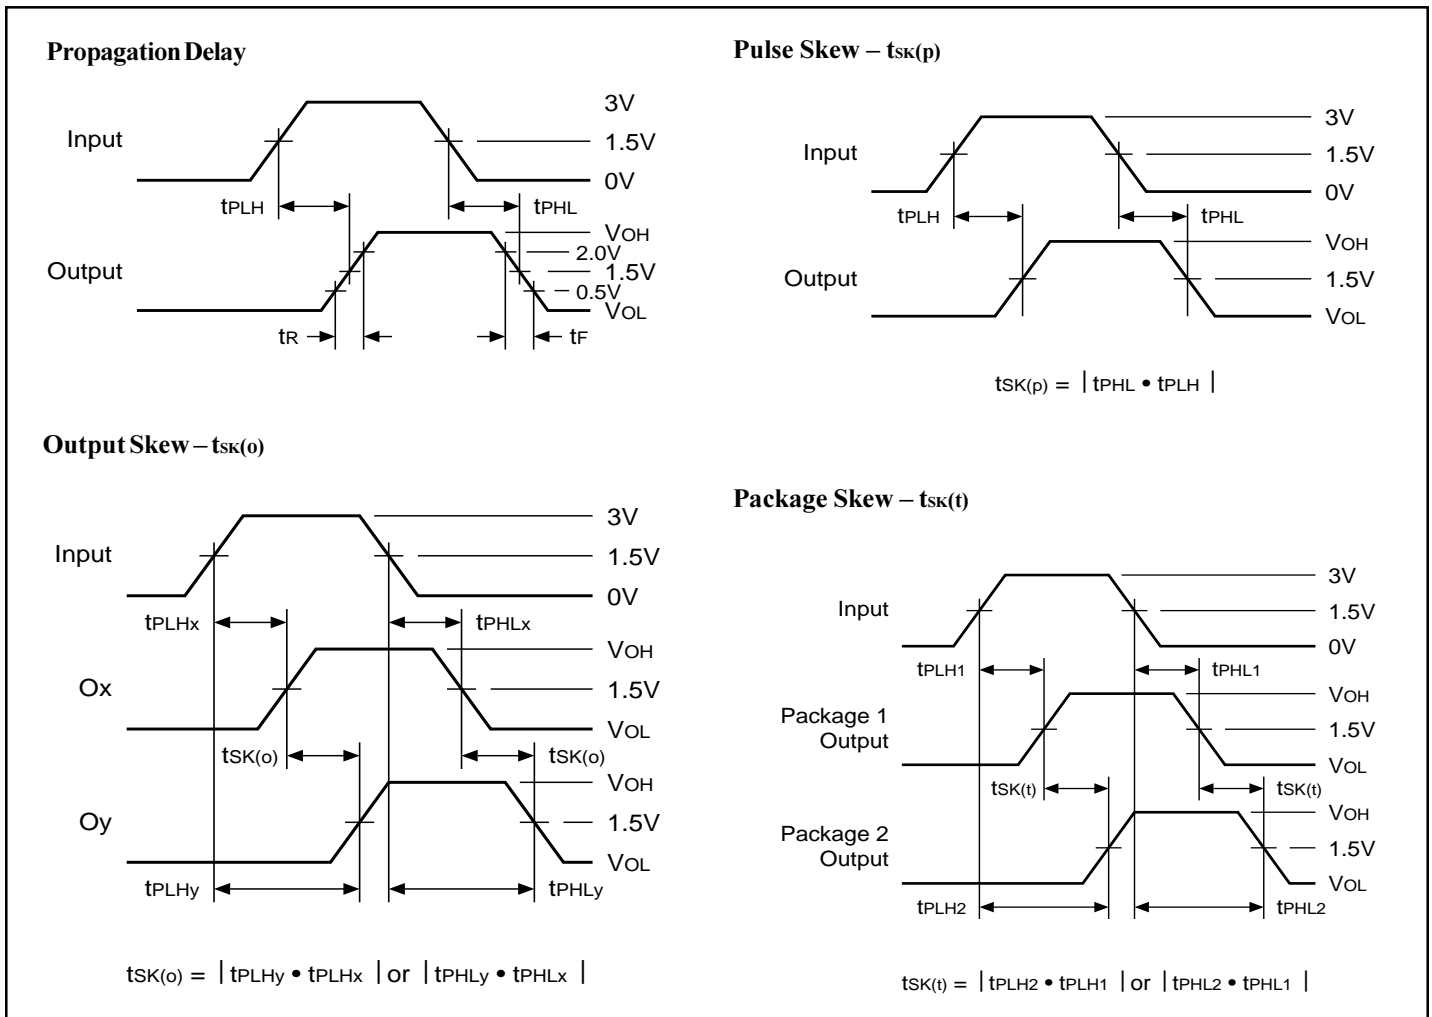 Propagation Delay
Input
3V
1.5V
0V
tPLH
tPHL
Output
VOH
2.0V
1.5V
0.5V
VOL
tR
tF
Pulse Skew – tSK(p)
Input
3V
1.5V
0V
tPLH
tPHL
Output
VOH
1.5V
VOL
tSK(p) = | tPHL • tPLH |
Output Skew – tSK(o)
Input
3V
1.5V
0V
tPLHx
tPHLx
Ox
VOH
1.5V
VOL
tSK(o)
tSK(o)
Oy
VOH
1.5V
VOL
tPLHy
tPHLy
tSK(o) = | tPLHy • tPLHx | or | tPHLy • tPHLx |
Package Skew – tSK(t)
Input
3V
1.5V
0V
tPLH1
tPHL1
Package 1
Output
VOH
1.5V
VOL
tSK(t)
tSK(t)
Package 2
Output
VOH
1.5V
VOL
tPLH2
tPHL2
tSK(t) = | tPLH2 • tPLH1 | or | tPHL2 • tPHL1 |